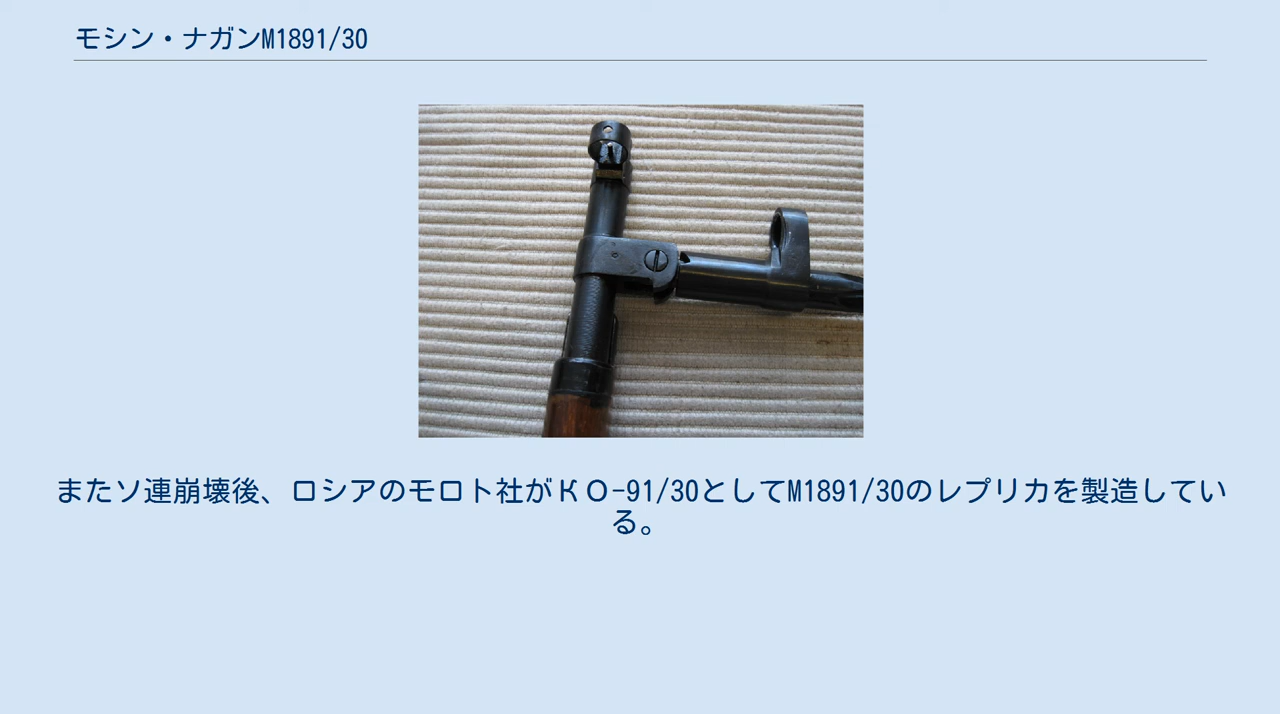 モシン・ナガンM1891/30
またソ連崩壊後、ロシアのモロト社がＫＯ-91/30としてM1891/30のレプリカを製造してい
る。